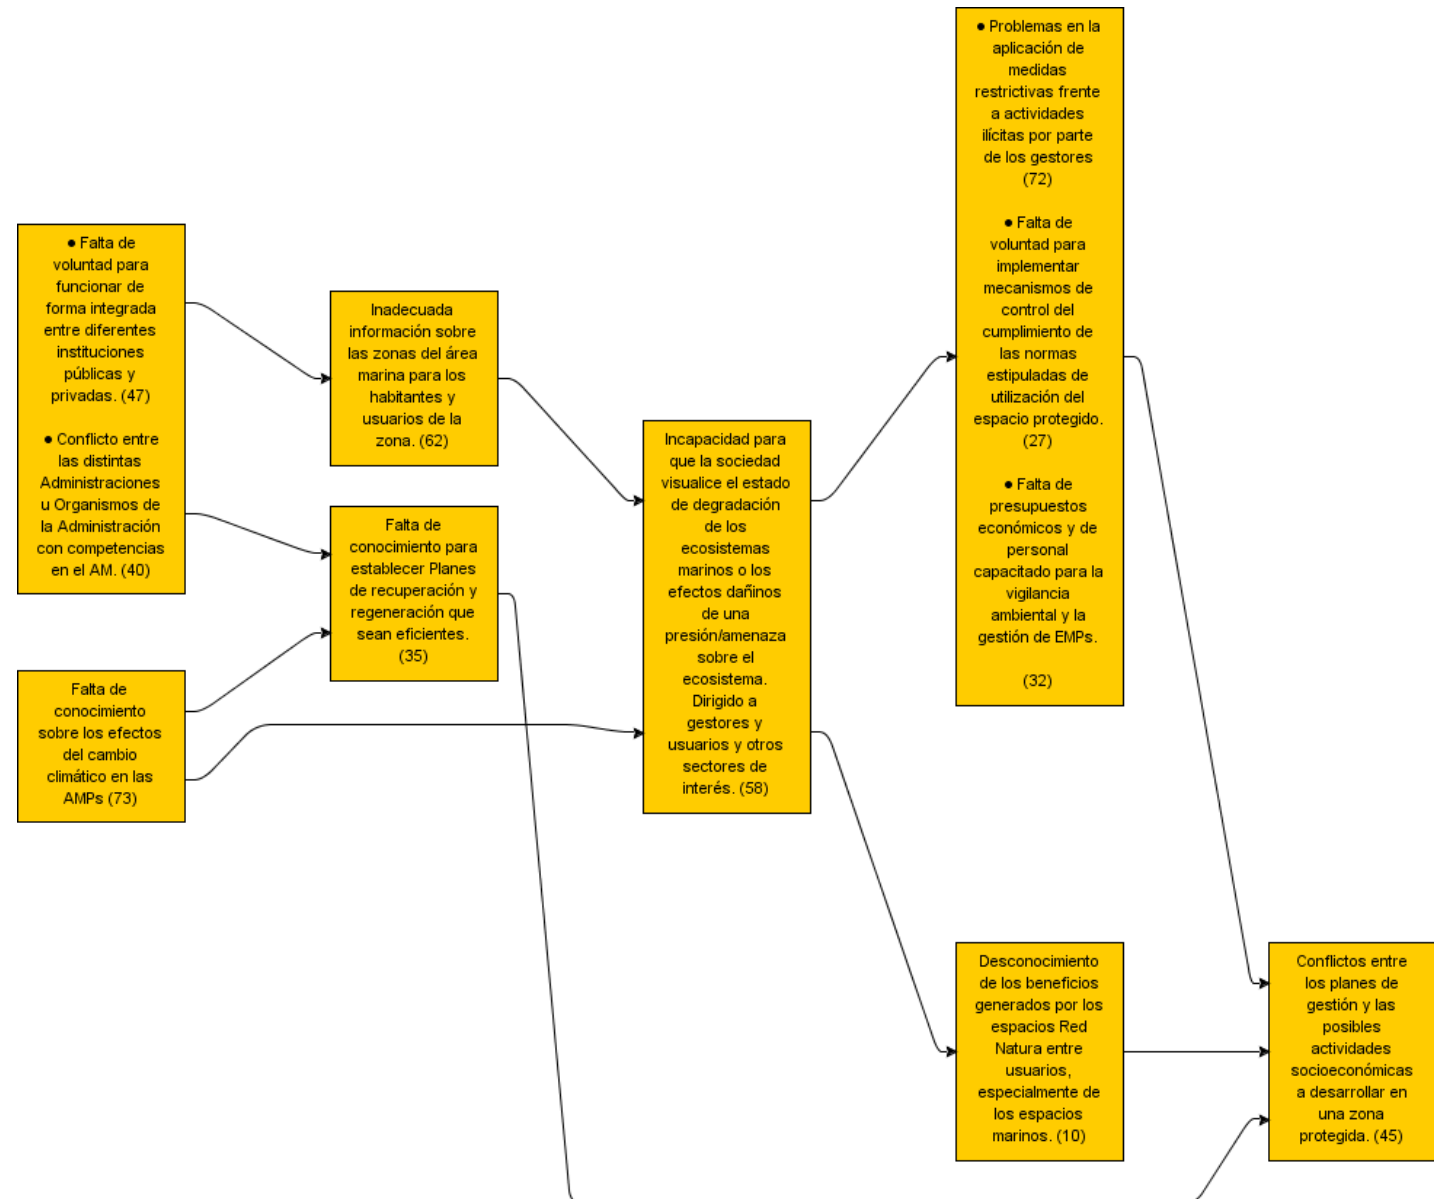 ● Falta de
voluntad para
funcionar de
forma integrada
entre diferentes
instituciones
públicas y
privadas. (47)
● Conflicto entre
las distintas
Administraciones
u Organismos de
la Administración
con competencias
en el AM. (40)
Falta de
conocimiento
sobre los efectos
del cambio
climático en las
AMPs (73)
Inadecuada
información sobre
las zonas del área
marina para los
habitantes y
usuarios de la
zona. (62)
Falta de
conocimiento para
establecer Planes
de recuperación y
regeneración que
sean eficientes.
(35)
Incapacidad para
que la sociedad
visualice el estado
de degradación
de los
ecosistemas
marinos o los
efectos dañinos
de una
presión/amenaza
sobre el
ecosistema.
Dirigido a
gestores y
usuarios y otros
sectores de
interés. (58)
● Problemas en la
aplicación de
medidas
restrictivas frente
a actividades
ilícitas por parte
de los gestores
(72)
● Falta de
voluntad para
implementar
mecanismos de
control del
cumplimiento de
las normas
estipuladas de
utilización del
espacio protegido.
(27)
● Falta de
presupuestos
económicos y de
personal
capacitado para la
vigilancia
ambiental y la
gestión de EMPs.
(32)
Desconocimiento
de los beneficios
generados por los
espacios Red
Natura entre
usuarios,
especialmente de
los espacios
marinos. (10)
Conflictos entre
los planes de
gestión y las
posibles
actividades
socioeconómicas
a desarrollar en
una zona
protegida. (45)